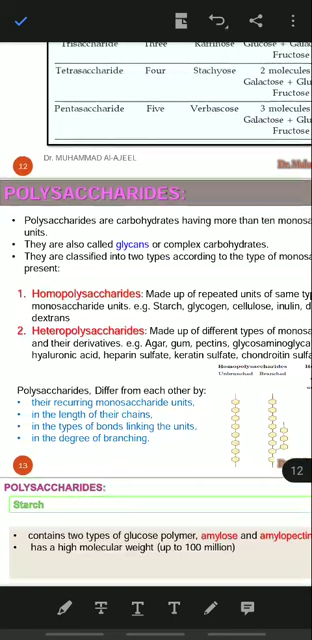 Trisaccharide Three Raffinose Glucose + Galac
Fructose
Tetrasaccharide Four Stachyose 2 molecules
Galactose + Glu
Fructose
Pentasaccharide Five Verbascose 3 molecules
Galactose + Glu
Fructose
12
Dr. MUHAMMAD Al-AJEEL
POLYSACCHARIDES:
• Polysaccharides are carbohydrates having more than ten monosa
units.
• They are also called glycans or complex carbohydrates.
• They are classified into two types according to the type of monos
present:
1. Homopolysaccharides: Made up of repeated units of same typ
monosaccharide units. e.g. Starch, glycogen, cellulose, inulin, d
dextrans
2. Heteropolysaccharides: Made up of different types of monosa
and their derivatives. e.g. Agar, gum, pectins, glycosaminoglyca
hyaluronic acid, heparin sulfate, keratin sulfate, chondroitin sulfa
Homopolysaccharides
Unbranched Branched
Polysaccharides, Differ from each other by:
• their recurring monosaccharide units,
• in the length of their chains,
• in the types of bonds linking the units,
• in the degree of branching.
13
12
POLYSACCHARIDES:
Starch
• contains two types of glucose polymer, amylose and amylopectin
• has a high molecular weight (up to 100 million)